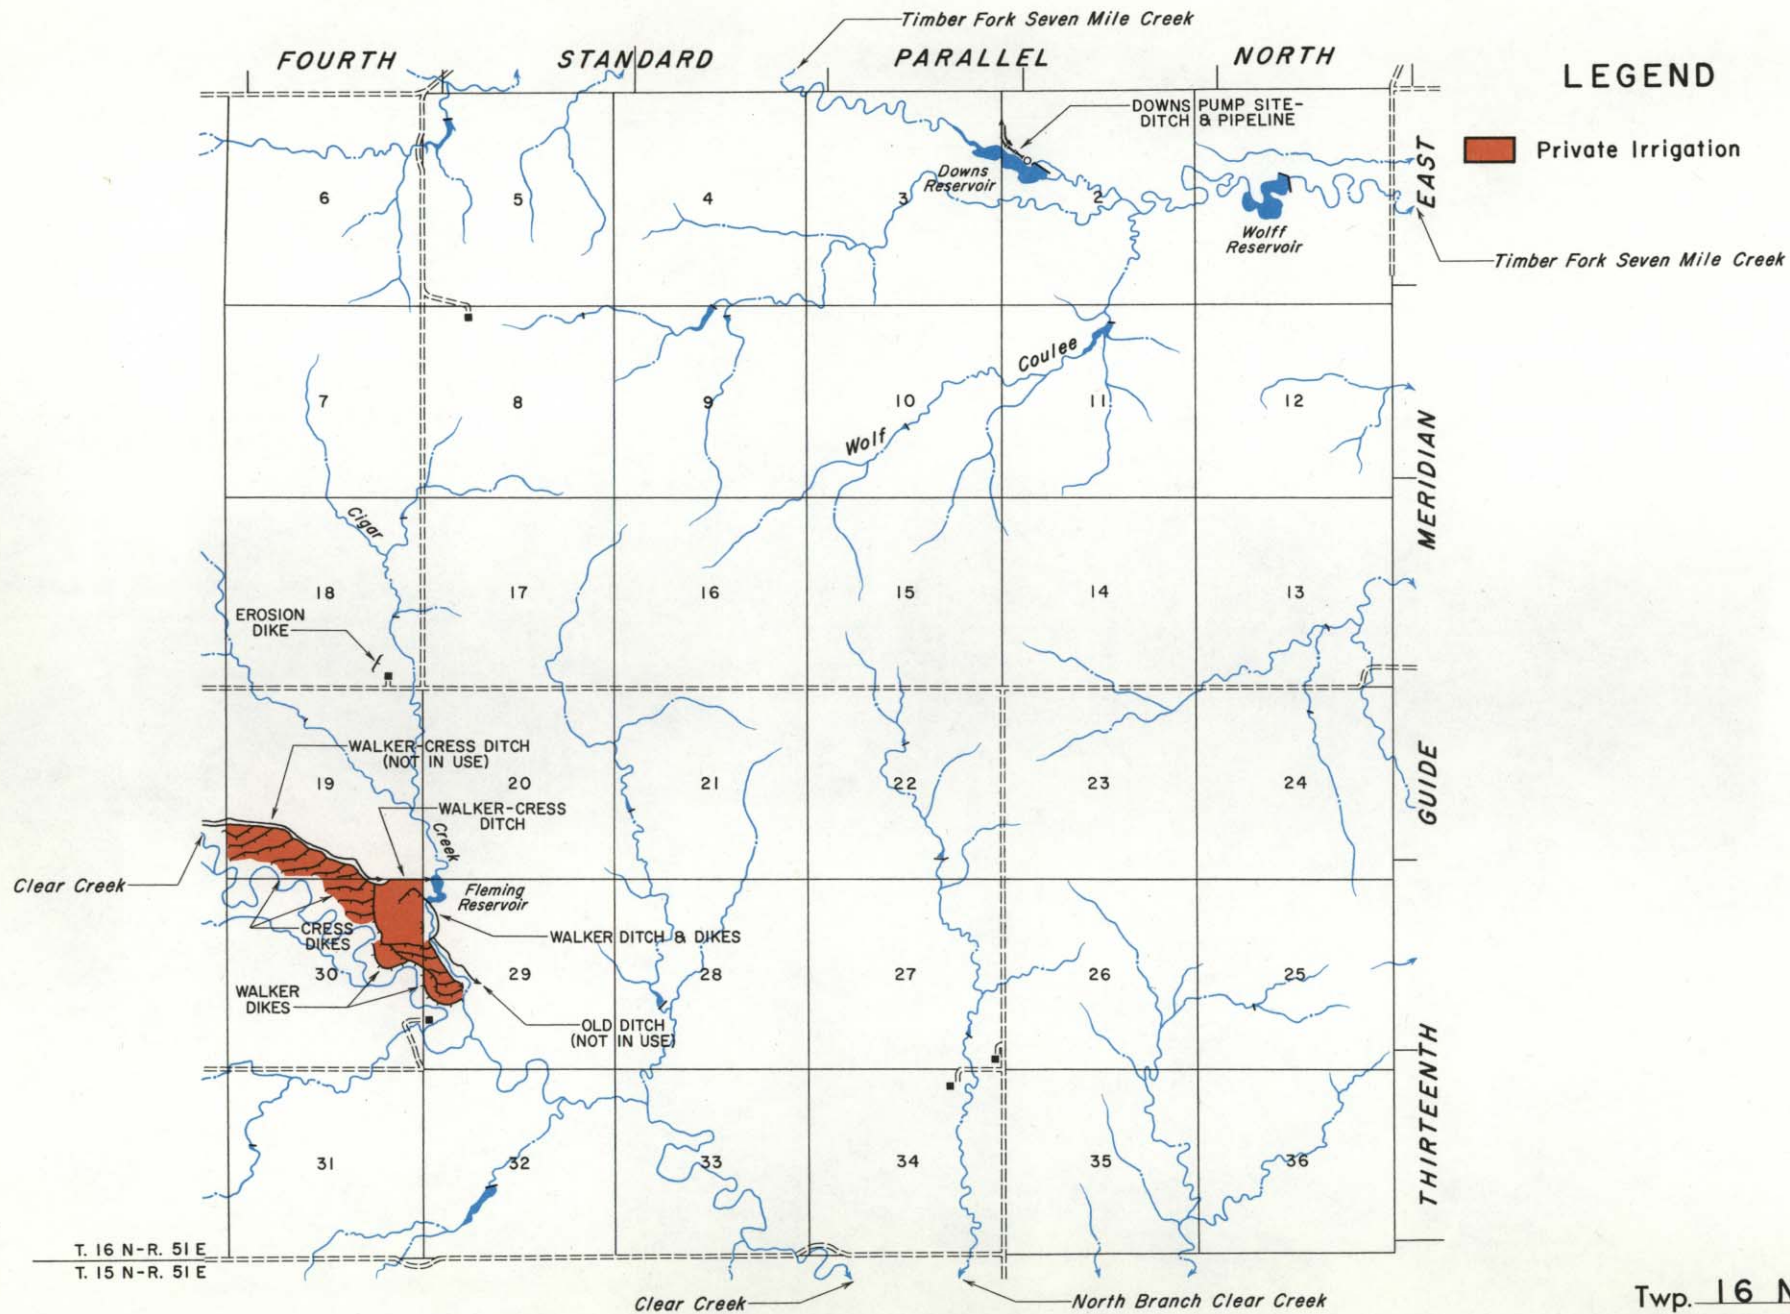 Timber Fork Seven Mile Creek
FOURTH STANDARD PARALLEL NORTH
LEGEND
Private Irrigation
DOWNS PUMP SITE-
DITCH & PIPELINE
EAST
Downs
Reservoir
6 5 4 3 2
Wolff
Reservoir
Timber Fork Seven Mile Creek
Coulee
7 8 9 10 11 12
Wolf
MERIDIAN
Cigar
18 17 16 15 14 13
EROSION
DIKE
WALKER-CRESS DITCH
(NOT IN USE)
19 20 21 22 23 24
GUIDE
WALKER-CRESS
DITCH
Creek
Clear Creek
Fleming
Reservoir
CRESS
DIKES
WALKER DITCH & DIKES
30 29 28 27 26 25
WALKER
DIKES
OLD DITCH
(NOT IN USE)
THIRTEENTH
31 32 33 34 35 36
T. 16 N-R. 51 E
T. 15 N-R. 51 E
Clear Creek
North Branch Clear Creek
Twp. 16 N